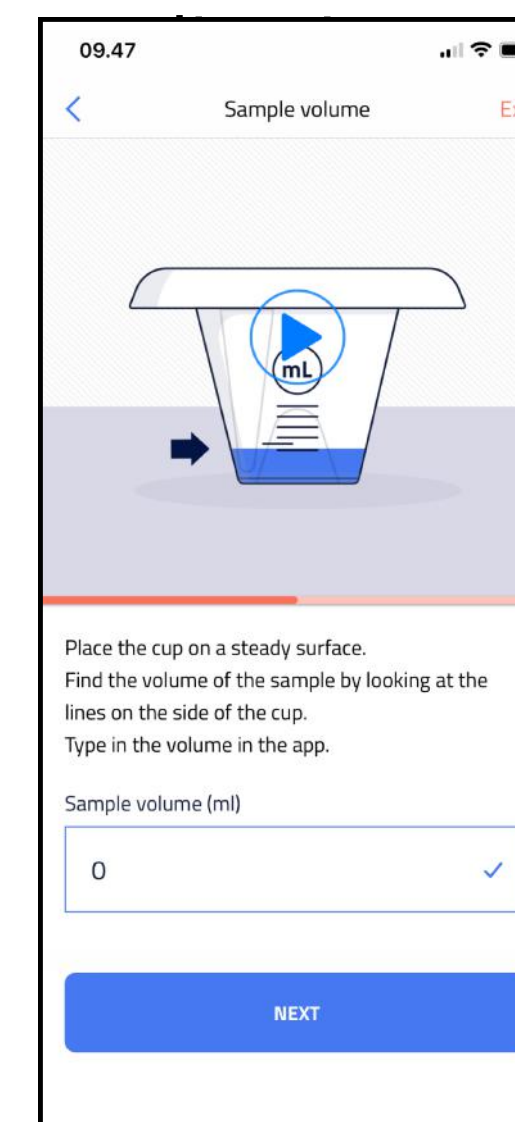 09.47
Sample volume
mL
Place the cup on a steady surface.
Find the volume of the sample by looking at the
lines on the side of the cup.
Type in the volume in the app.
Sample volume (ml)
0
NEXT